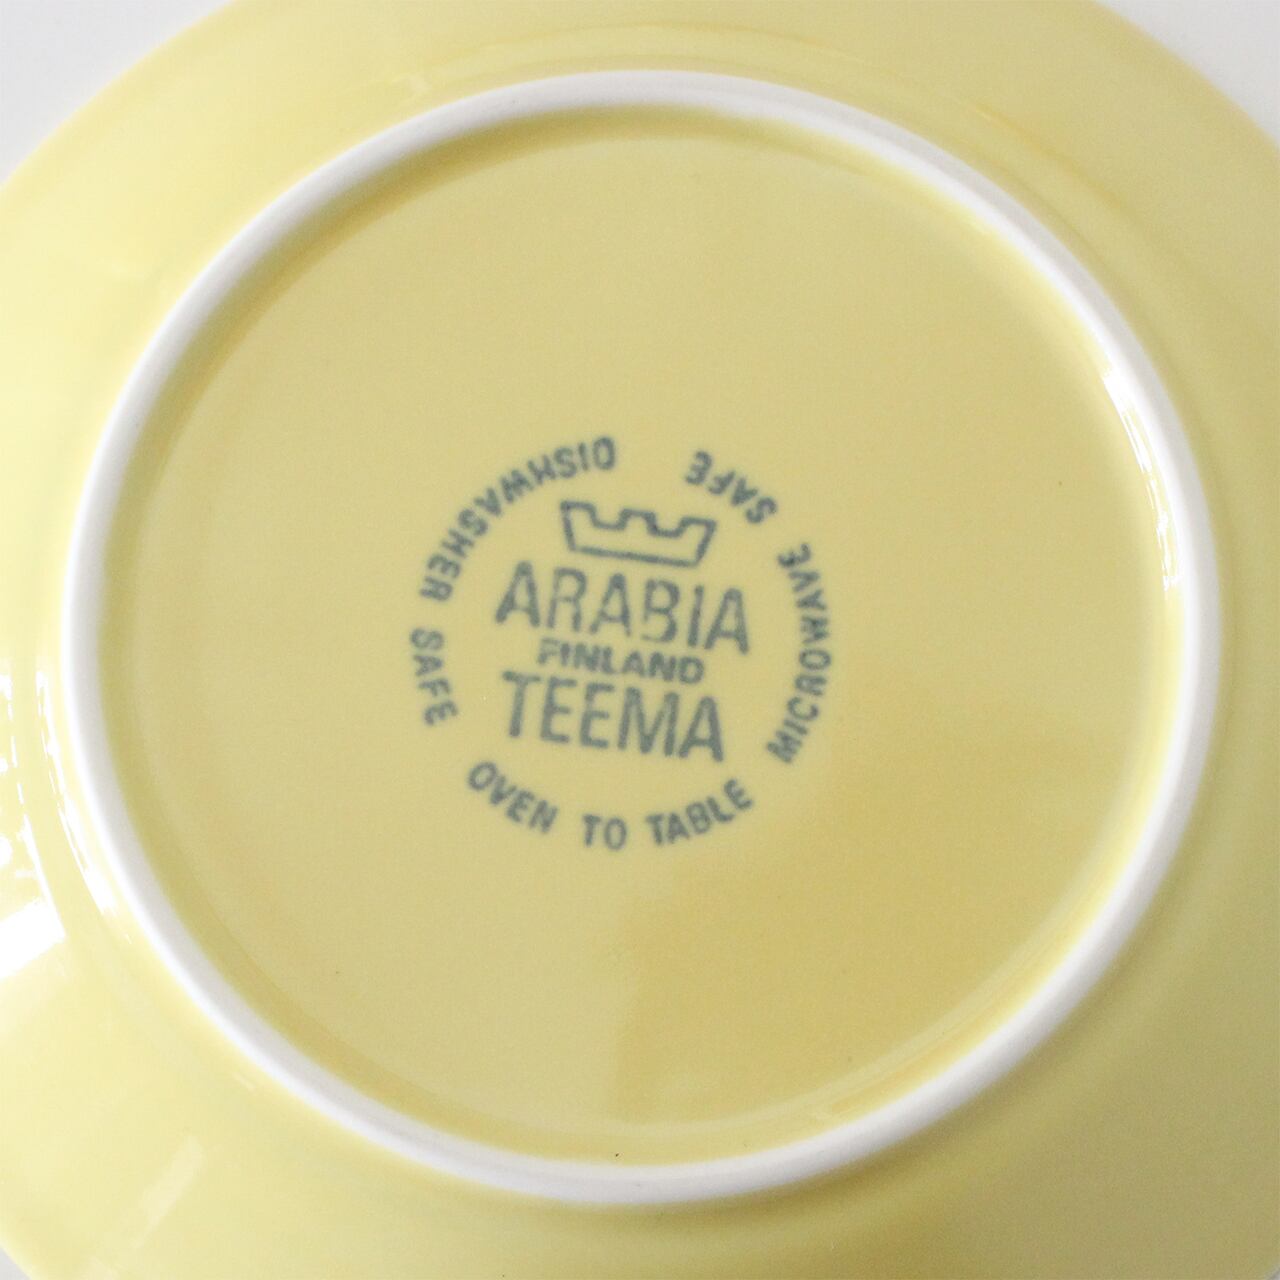 ARABIA
FINLAND
TEEMA
DISHWASHER SAFE
OVEN TO TABLE
MICROWAVE SAFE